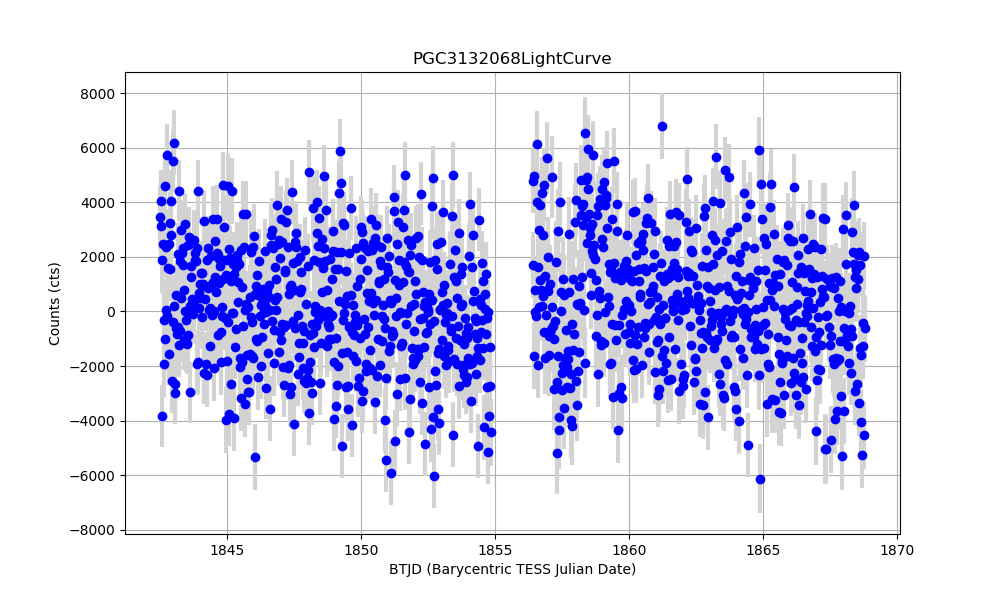 PGC3132068LightCurve
8000
6000
4000
2000
0
−2000
−4000
−6000
−8000
Counts (cts)
1845 1850 1855 1860 1865 1870
BTJD (Barycentric TESS Julian Date)